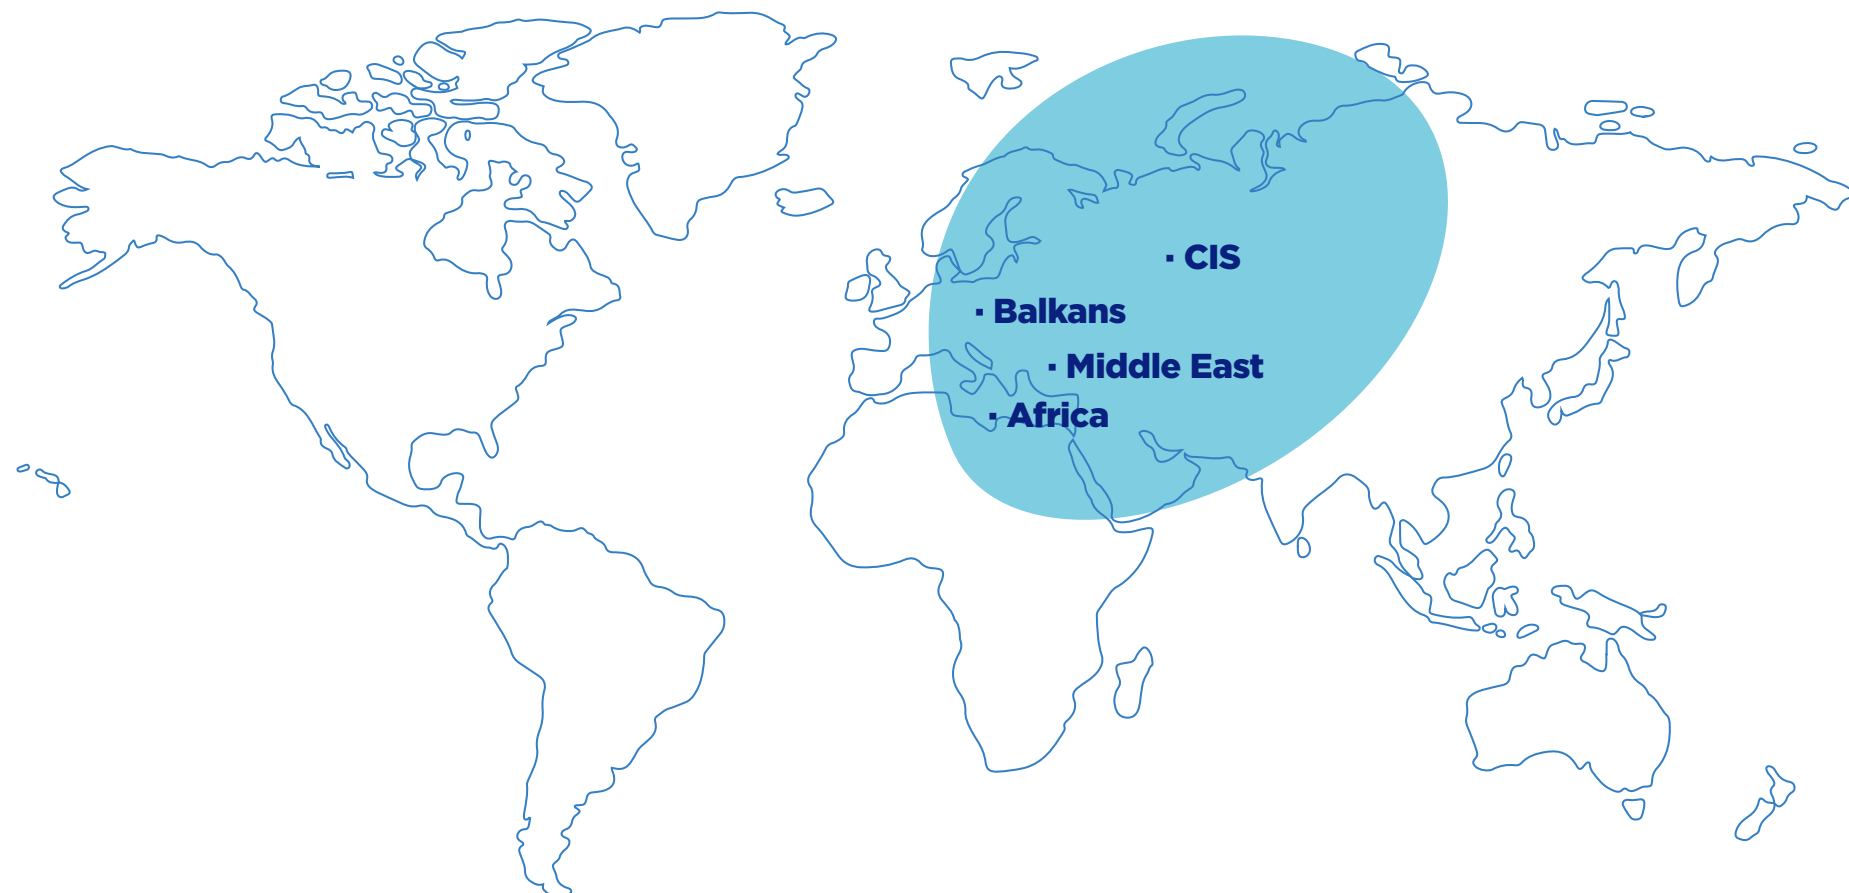 · CIS
· Balkans
· Middle East
· Africa